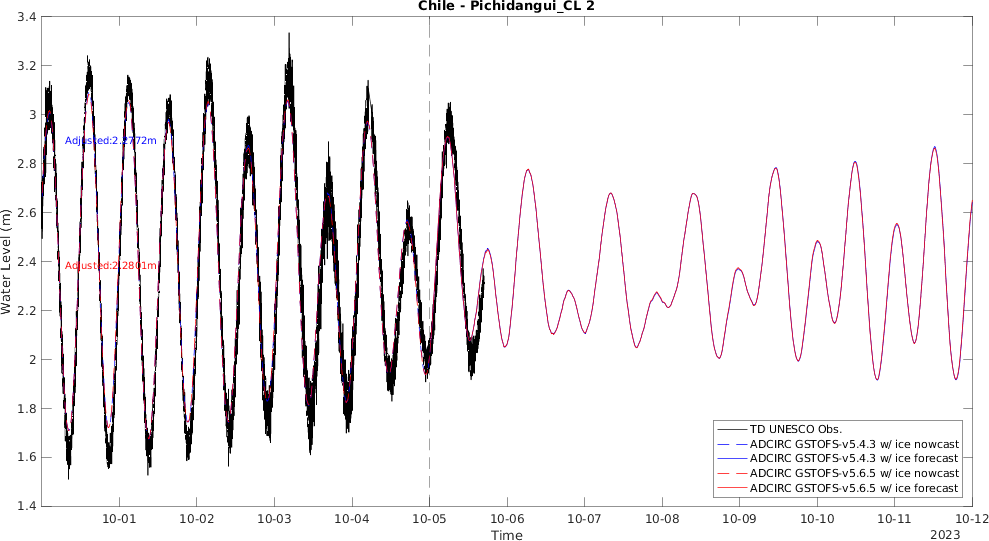 Chile - Pichidangui_CL 2
3.4
3.2
3
2.8
2.6
2.4
2.2
2
1.8
1.6
1.4
Water Level (m)
Adjusted:2.2772m
Adjusted:2.2801m
TD UNESCO Obs.
ADCIRC GSTOFS-v5.4.3 w/ ice nowcast
ADCIRC GSTOFS-v5.4.3 w/ ice forecast
ADCIRC GSTOFS-v5.6.5 w/ ice nowcast
ADCIRC GSTOFS-v5.6.5 w/ ice forecast
10-01 10-02 10-03 10-04 10-05 10-06 10-07 10-08 10-09 10-10 10-11 10-12
Time
2023